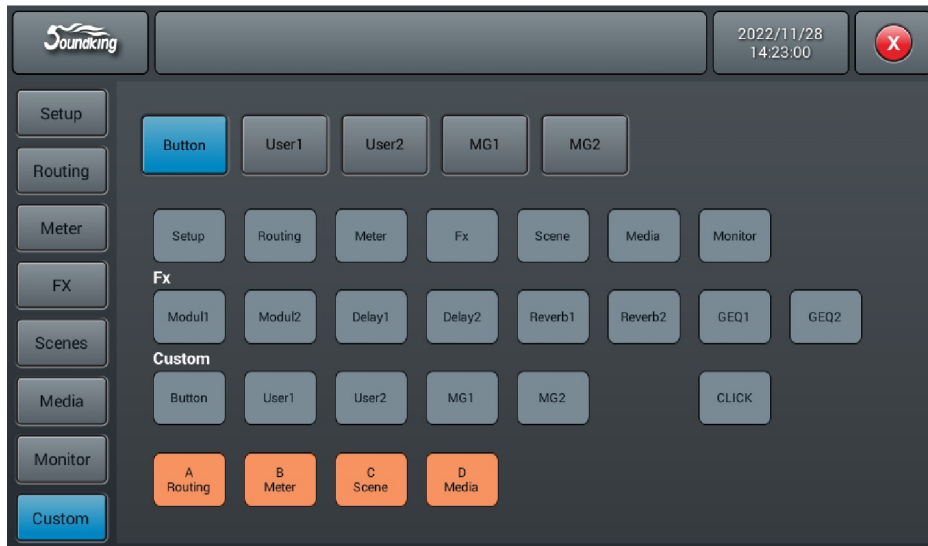 Soundking
2022/11/28
14:23:00
X
Setup
Routing
Meter
FX
Scenes
Media
Monitor
Custom
Button User1 User2 MG1 MG2
Setup Routing Meter Fx Scene Media Monitor
Fx
Modul1 Modul2 Delay1 Delay2 Reverb1 Reverb2 GEQ1 GEQ2
Custom
Button User1 User2 MG1 MG2 CLICK
A B C D
Routing Meter Scene Media